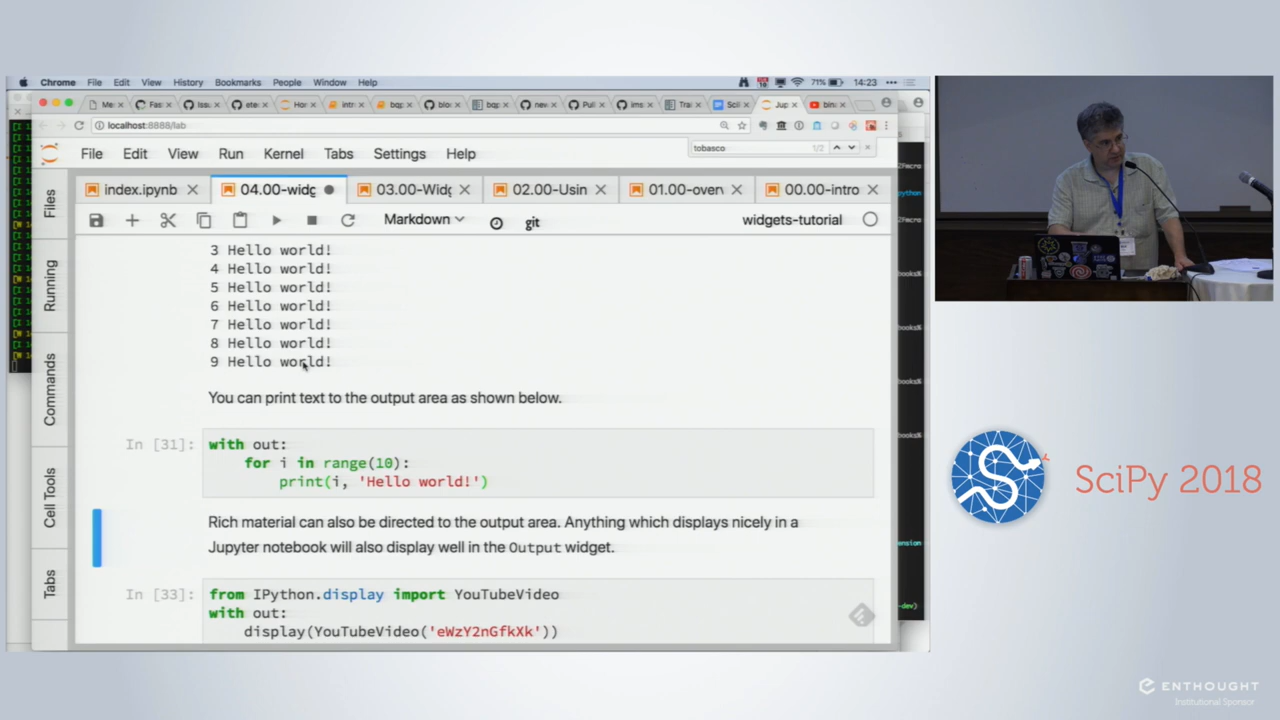 Chrome File Edit View History Bookmarks People Window Help 71% 14:23
localhost:8888/lab
File Edit View Run Kernel Tabs Settings Help
tobasco 1/2
index.ipynb 04.00-widg 03.00-Widg 02.00-Usin 01.00-over 00.00-intro
Markdown git widgets-tutorial
Files
Running
Commands
Cell Tools
Tabs
3 Hello world!
4 Hello world!
5 Hello world!
6 Hello world!
7 Hello world!
8 Hello world!
9 Hello world!
You can print text to the output area as shown below.
In [31]: with out:
for i in range(10):
print(i, 'Hello world!')
Rich material can also be directed to the output area. Anything which displays nicely in a
Jupyter notebook will also display well in the Output widget.
In [33]: from IPython.display import YouTubeVideo
with out:
display(YouTubeVideo('eWzY2nGfkXk'))
SciPy 2018
ENTHOUGHT
Institutional Sponsor